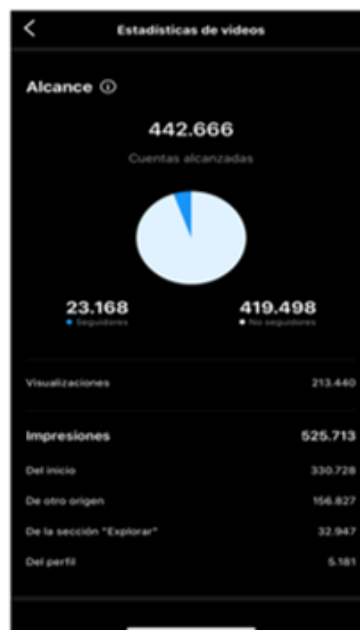 Estadísticas de videos
Alcance
442.666
Cuentas alcanzadas
23.168 419.498
Seguidores No seguidores
Visualizaciones 213.440
Impresiones 525.713
Del inicio 330.728
De otro origen 156.827
De la sección "Explorar" 32.947
Del perfil 5.181